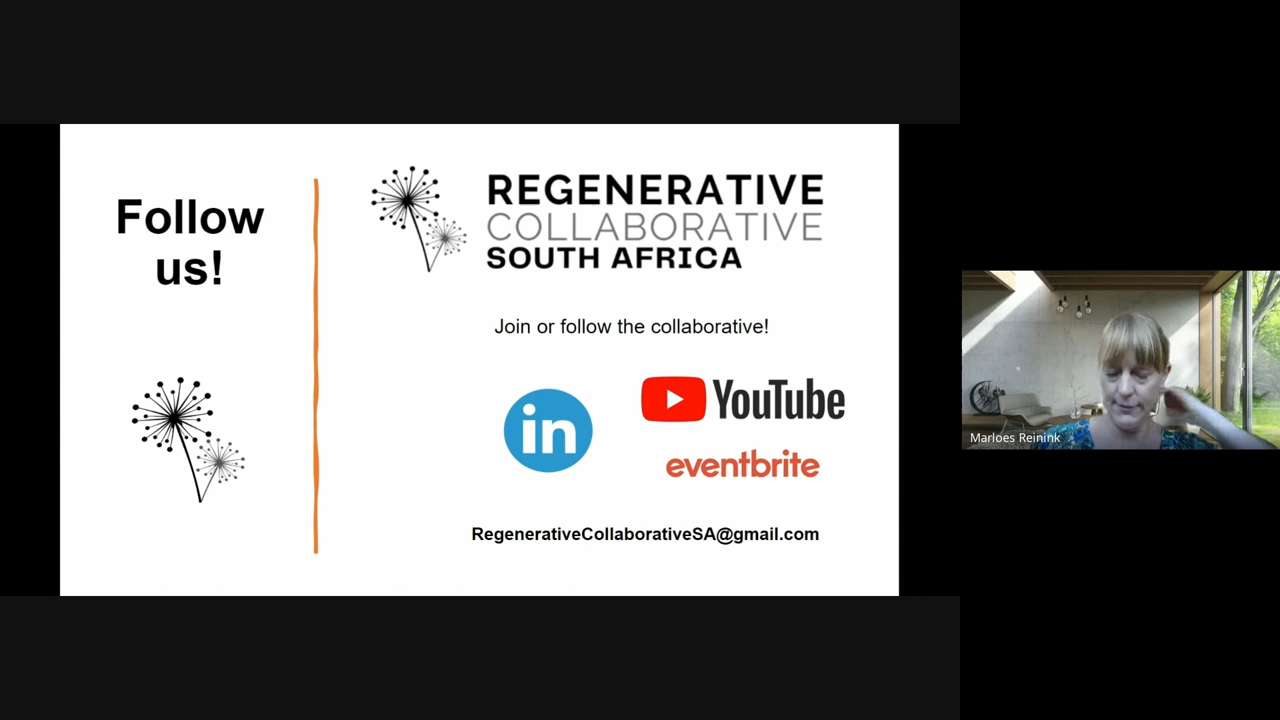 Follow
us!
REGENERATIVE
COLLABORATIVE
SOUTH AFRICA
Join or follow the collaborative!
in
YouTube
eventbrite
RegenerativeCollaborativeSA@gmail.com
Marloes Reinink